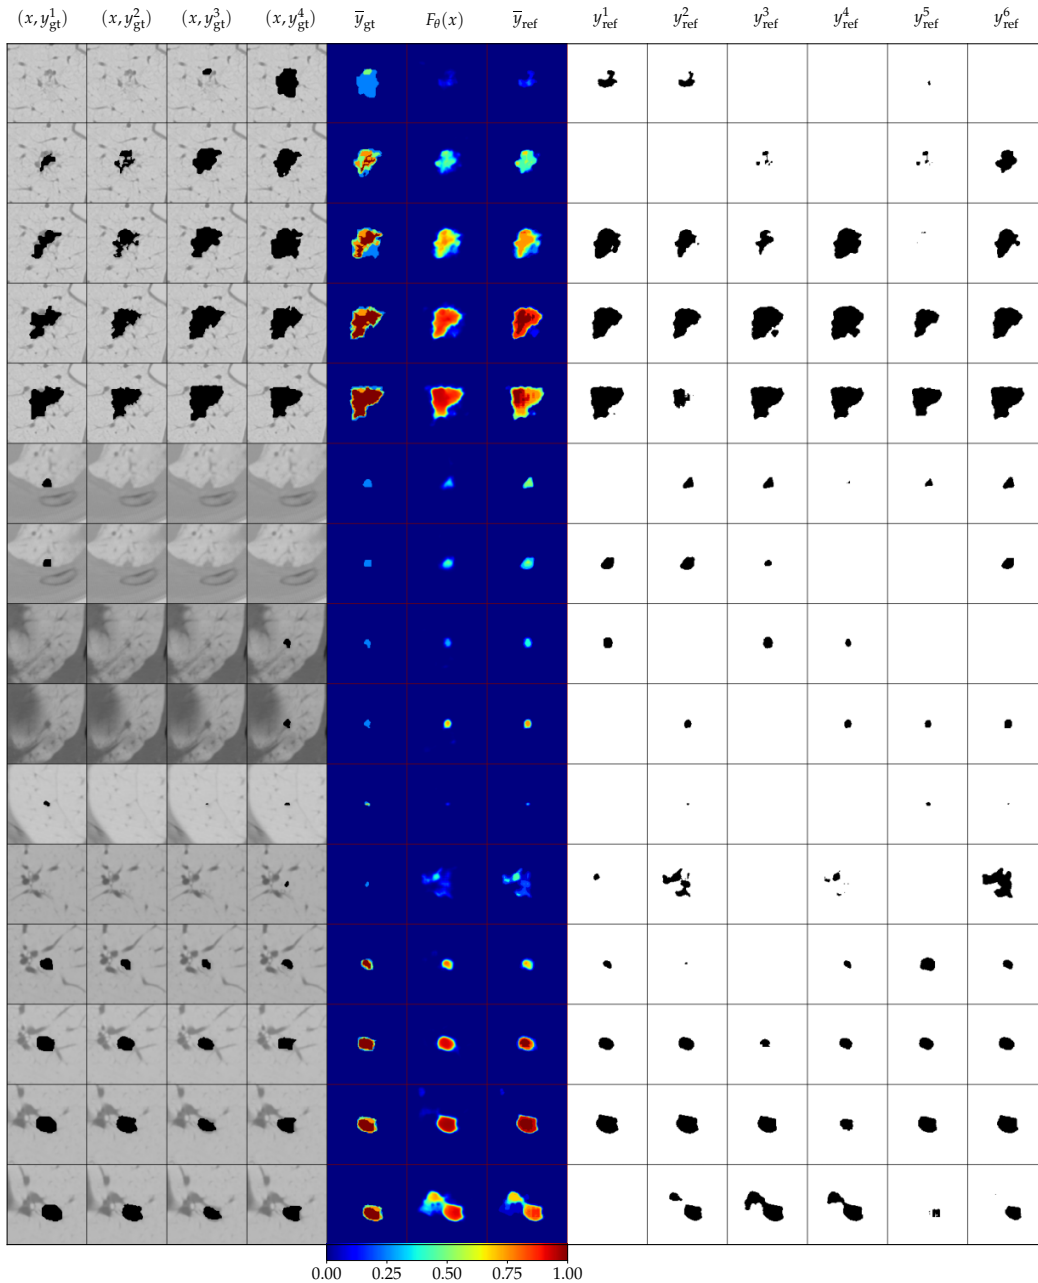 (x, y¹gt) (x, y²gt) (x, y³gt) (x, y⁴gt) ȳgt Fθ(x) ȳref y¹ref y²ref y³ref y⁴ref y⁵ref y⁶ref
0.00 0.25 0.50 0.75 1.00